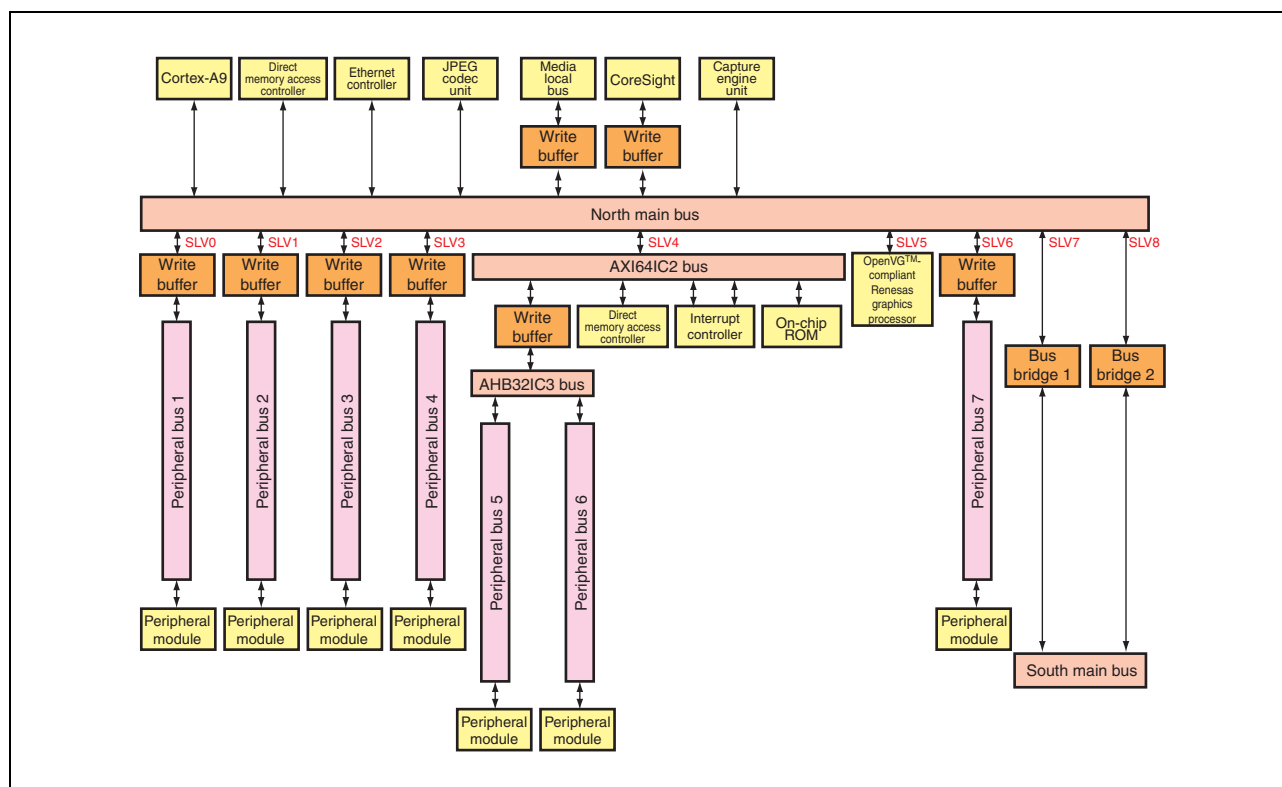 Cortex-A9
Direct
memory access
controller
Ethernet
controller
JPEG
codec
unit
Media
local
bus
CoreSight
Capture
engine
unit
Write
buffer
Write
buffer
North main bus
SLV0
SLV1
SLV2
SLV3
SLV4
SLV5
SLV6
SLV7
SLV8
Write
buffer
Write
buffer
Write
buffer
Write
buffer
AXI64IC2 bus
OpenVG™-
compliant
Renesas
graphics
processor
Write
buffer
Write
buffer
Direct
memory access
controller
Interrupt
controller
On-chip
ROM
Bus
bridge 1
Bus
bridge 2
AHB32IC3 bus
Peripheral bus 1
Peripheral bus 2
Peripheral bus 3
Peripheral bus 4
Peripheral bus 5
Peripheral bus 6
Peripheral bus 7
Peripheral
module
Peripheral
module
Peripheral
module
Peripheral
module
Peripheral
module
South main bus
Peripheral
module
Peripheral
module